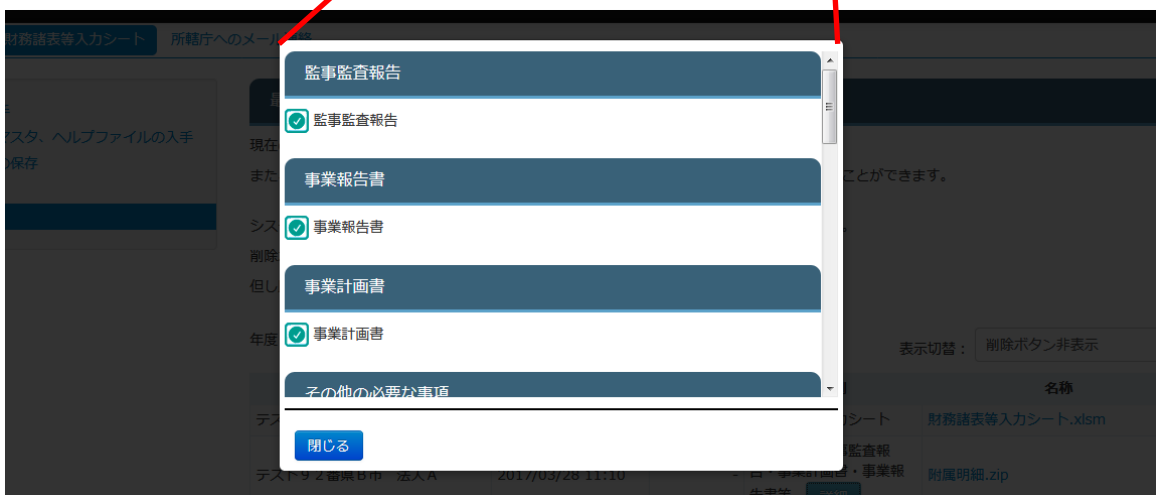 財務諸表等入力シート 所轄庁へのメール
スタ、ヘルプファイルの入手
の保存
監事監査報告
監事監査報告
現在
また
事業報告書
ことができます。
シス
事業報告書
削除
但し
事業計画書
年度
事業計画書
表示切替： 削除ボタン非表示
その他の必要な事項
名称
シート 財務諸表等入力シート.xlsm
閉じる
監査報
テスト９２番県Ｂ市 法人Ａ 2017/03/28 11:10 - 告・事業計画書・事業報 附属明細.zip
告書等